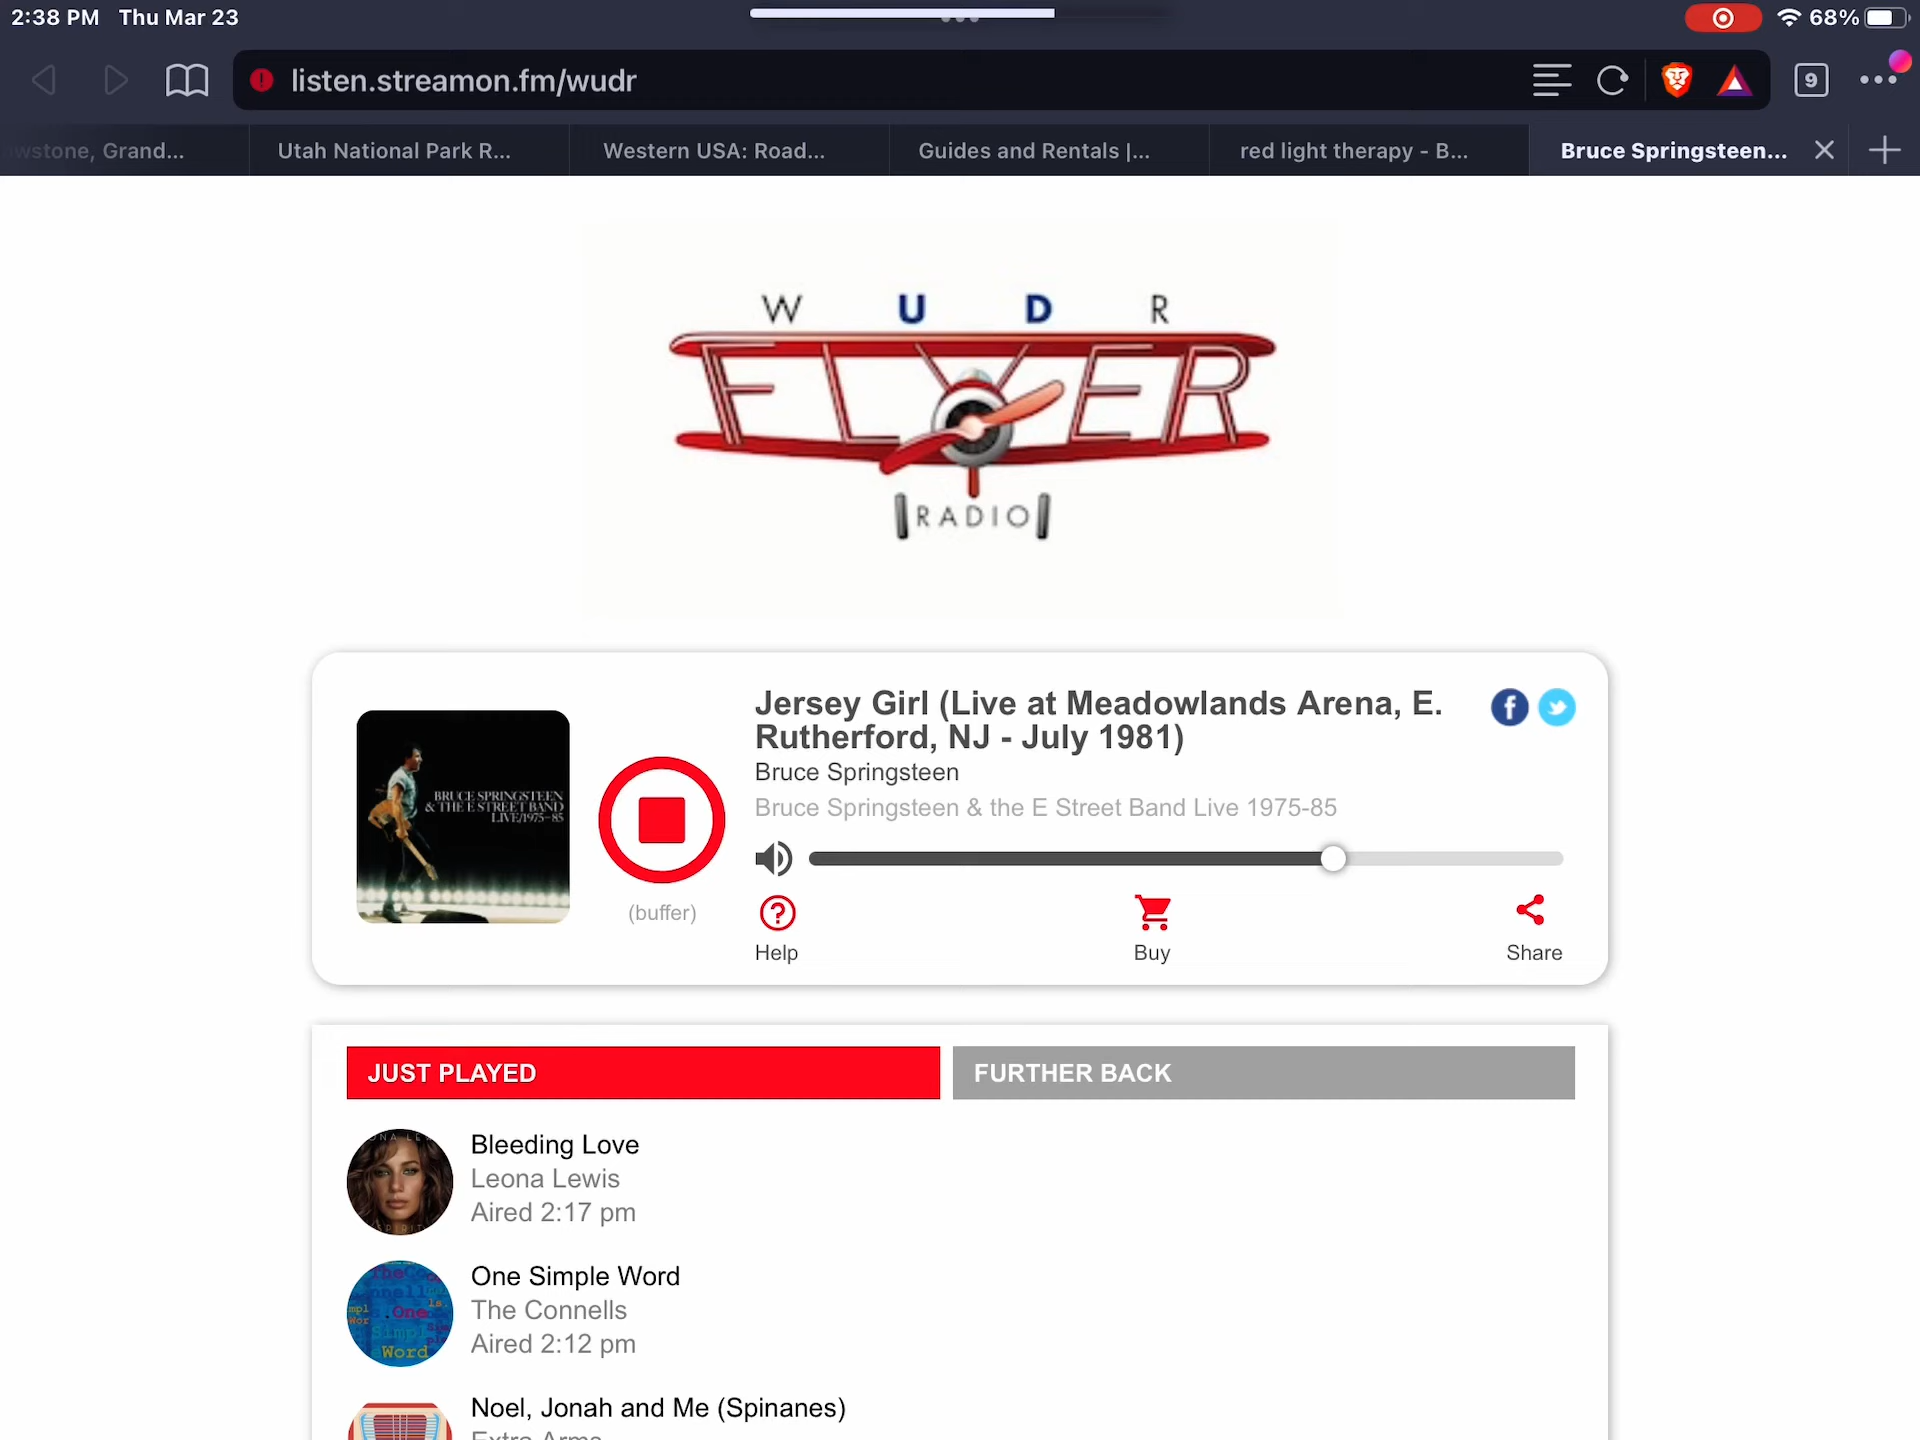 2:38 PM Thu Mar 23
68%
listen.streamon.fm/wudr
9
wstone, Grand...
Utah National Park R...
Western USA: Road...
Guides and Rentals |...
red light therapy - B...
Bruce Springsteen...
W U D R
FLYER
RADIO
Jersey Girl (Live at Meadowlands Arena, E.
Rutherford, NJ - July 1981)
Bruce Springsteen
Bruce Springsteen & the E Street Band Live 1975-85
BRUCE SPRINGSTEEN
& THE E STREET BAND
LIVE/1975-85
(buffer)
Help
Buy
Share
JUST PLAYED
FURTHER BACK
Bleeding Love
Leona Lewis
Aired 2:17 pm
One Simple Word
The Connells
Aired 2:12 pm
Noel, Jonah and Me (Spinanes)
Extra Arms